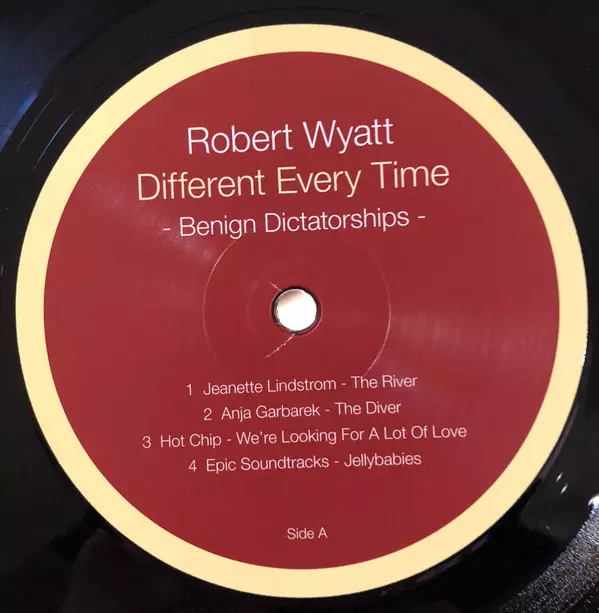 Robert Wyatt
Different Every Time
- Benign Dictatorships -
1 Jeanette Lindstrom - The River
2 Anja Garbarek - The Diver
3 Hot Chip - We're Looking For A Lot Of Love
4 Epic Soundtracks - Jellybabies
Side A